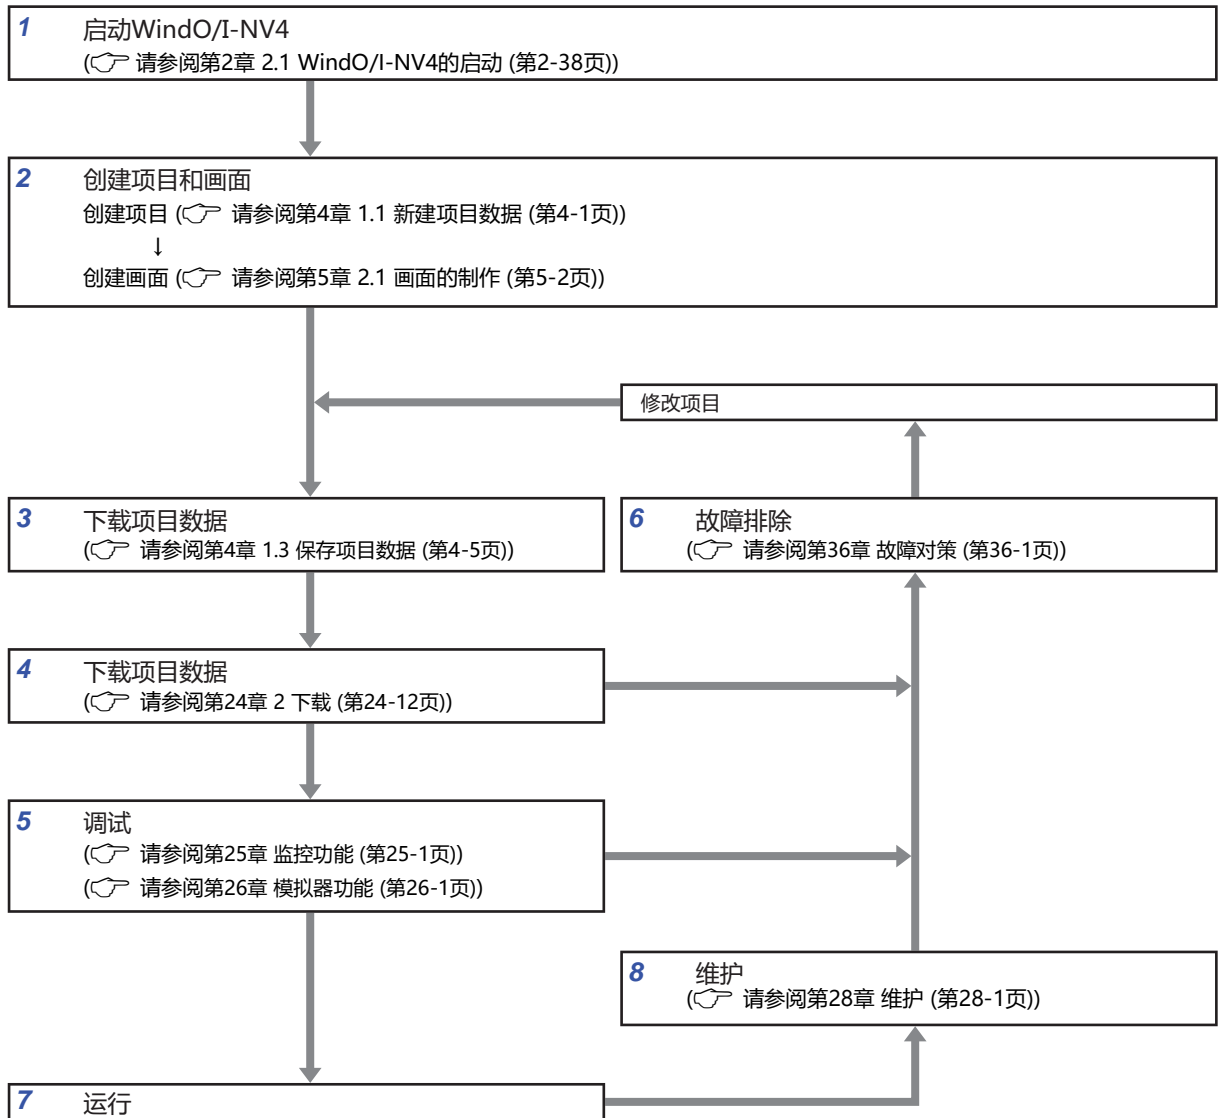 1 启动WindO/I-NV4
(☞ 请参阅第2章 2.1 WindO/I-NV4的启动 (第2-38页))
2 创建项目和画面
创建项目 (☞ 请参阅第4章 1.1 新建项目数据 (第4-1页))
↓
创建画面 (☞ 请参阅第5章 2.1 画面的制作 (第5-2页))
修改项目
3 下载项目数据
(☞ 请参阅第4章 1.3 保存项目数据 (第4-5页))
6 故障排除
(☞ 请参阅第36章 故障对策 (第36-1页))
4 下载项目数据
(☞ 请参阅第24章 2 下载 (第24-12页))
5 调试
(☞ 请参阅第25章 监控功能 (第25-1页))
(☞ 请参阅第26章 模拟器功能 (第26-1页))
8 维护
(☞ 请参阅第28章 维护 (第28-1页))
7 运行